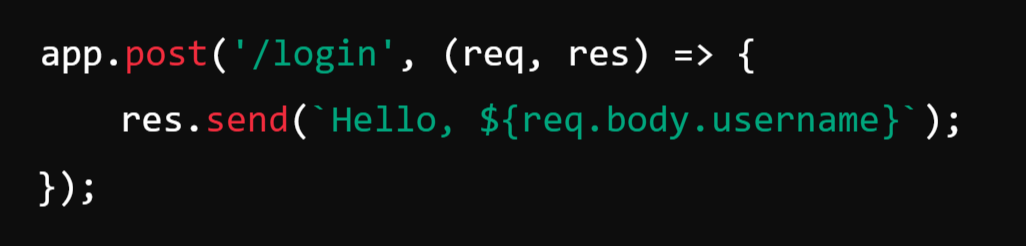 app.post('/login', (req, res) => {
    res.send(`Hello, ${req.body.username}`);
});